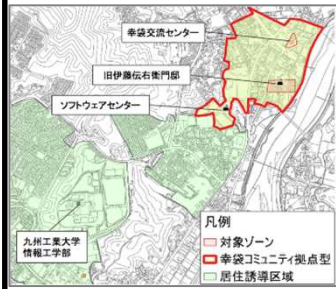 幸袋交流センター
旧伊藤伝右衛門邸
ソフトウェアセンター
九州工業大学
情報工学部
凡例
対象ゾーン
幸袋コミュニティ拠点型
居住誘導区域